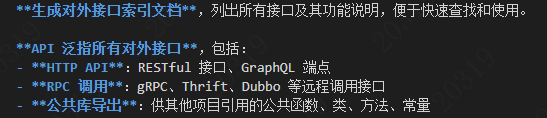 **生成对外接口索引文档**，列出所有接口及其功能说明，便于快速查找和使用。
**API 泛指所有对外接口**，包括：
- **HTTP API**：RESTful 接口、GraphQL 端点
- **RPC 调用**：gRPC、Thrift、Dubbo 等远程调用接口
- **公共库导出**：供其他项目引用的公共函数、类、方法、常量